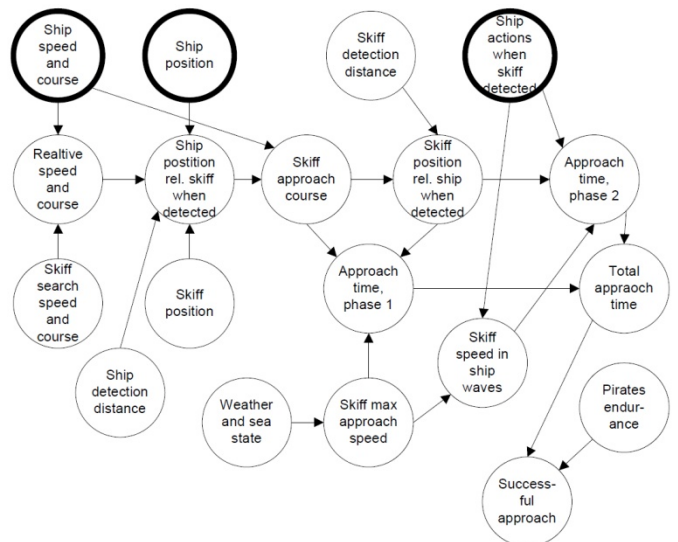 Ship
speed
and
course
Ship
position
Skiff
detection
distance
Ship
actions
when
skiff
detected
Realtive
speed
and
course
Ship
postition
rel. skiff
when
detected
Skiff
approach
course
Skiff
position
rel. ship
when
detected
Approach
time,
phase 2
Skiff
search
speed
and
course
Skiff
position
Approach
time,
phase 1
Total
appraoch
time
Ship
detection
distance
Skiff
speed in
ship
waves
Weather
and sea
state
Skiff max
approach
speed
Pirates
endur-
ance
Success-
ful
approach